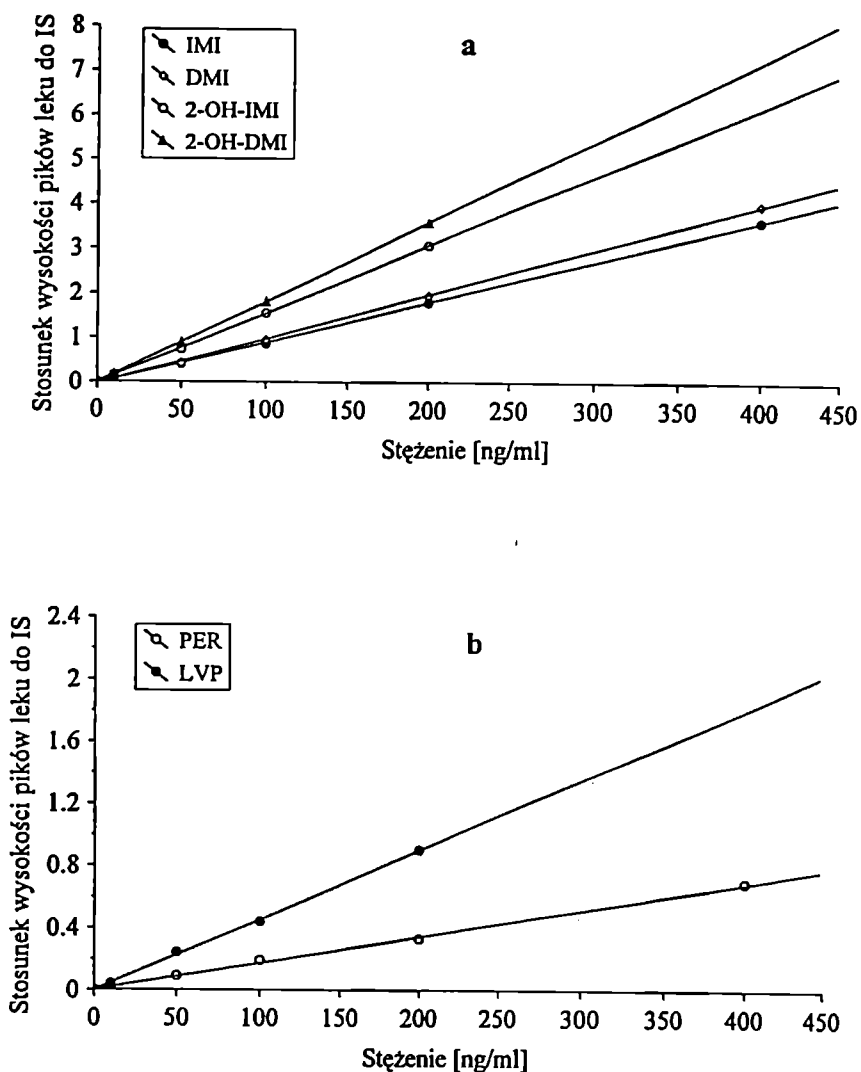 Stosunek wysokości pików leku do IS
8
7
6
5
4
3
2
1
0
a
IMI
DMI
2-OH-IMI
2-OH-DMI
0 50 100 150 200 250 300 350 400 450
Stężenie [ng/ml]
Stosunek wysokości pików leku do IS
2.4
2
1.6
1.2
0.8
0.4
0
b
PER
LVP
0 50 100 150 200 250 300 350 400 450
Stężenie [ng/ml]